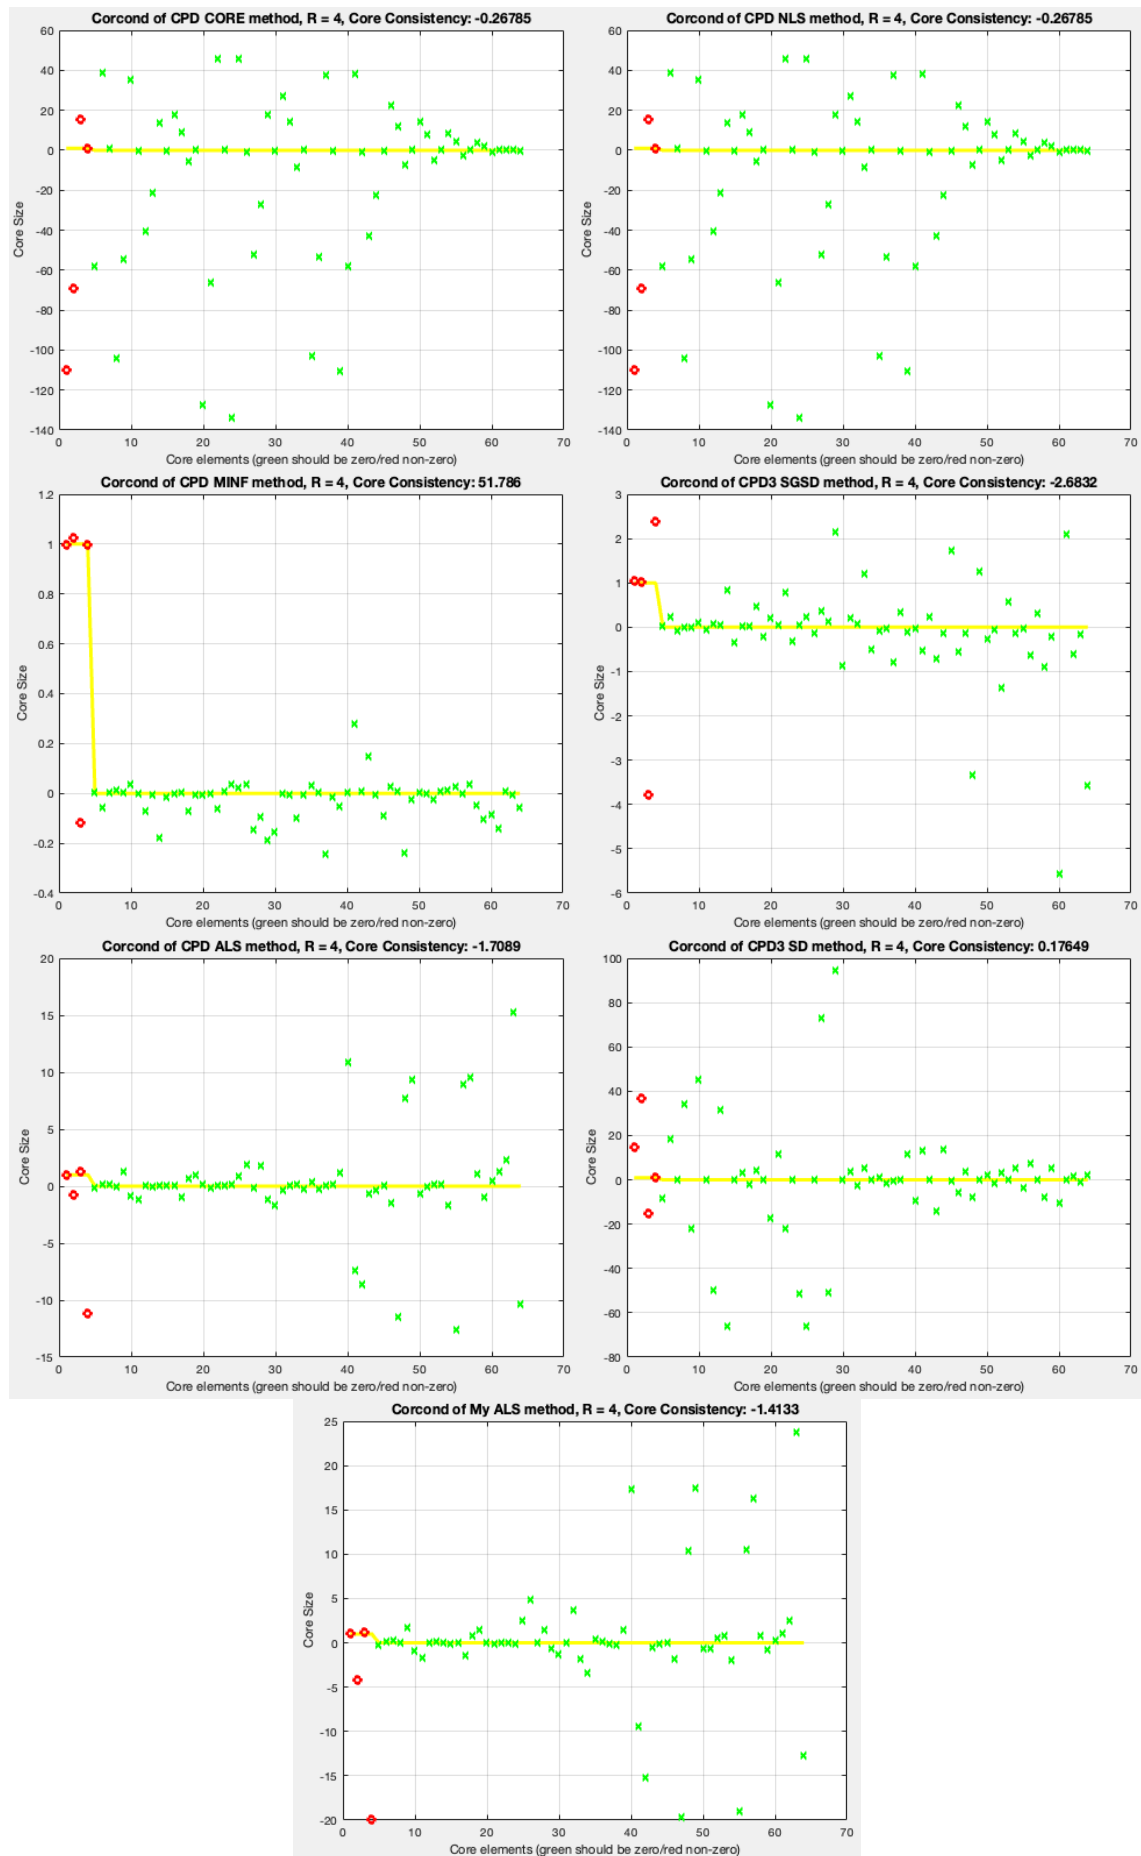 Corcond of CPD CORE method, R = 4, Core Consistency: -0.26785
60
40
20
0
-20
-40
-60
-80
-100
-120
-140
Core Size
0 10 20 30 40 50 60 70
Core elements (green should be zero/red non-zero)
Corcond of CPD NLS method, R = 4, Core Consistency: -0.26785
60
40
20
0
-20
-40
-60
-80
-100
-120
-140
Core Size
0 10 20 30 40 50 60 70
Core elements (green should be zero/red non-zero)
Corcond of CPD MINF method, R = 4, Core Consistency: 51.786
1.2
1
0.8
0.6
0.4
0.2
0
-0.2
-0.4
Core Size
0 10 20 30 40 50 60 70
Core elements (green should be zero/red non-zero)
Corcond of CPD3 SGSD method, R = 4, Core Consistency: -2.6832
3
2
1
0
-1
-2
-3
-4
-5
-6
Core Size
0 10 20 30 40 50 60 70
Core elements (green should be zero/red non-zero)
Corcond of CPD ALS method, R = 4, Core Consistency: -1.7089
20
15
10
5
0
-5
-10
-15
Core Size
0 10 20 30 40 50 60 70
Core elements (green should be zero/red non-zero)
Corcond of CPD3 SD method, R = 4, Core Consistency: 0.17649
100
80
60
40
20
0
-20
-40
-60
-80
Core Size
0 10 20 30 40 50 60 70
Core elements (green should be zero/red non-zero)
Corcond of My ALS method, R = 4, Core Consistency: -1.4133
25
20
15
10
5
0
-5
-10
-15
-20
Core Size
0 10 20 30 40 50 60 70
Core elements (green should be zero/red non-zero)